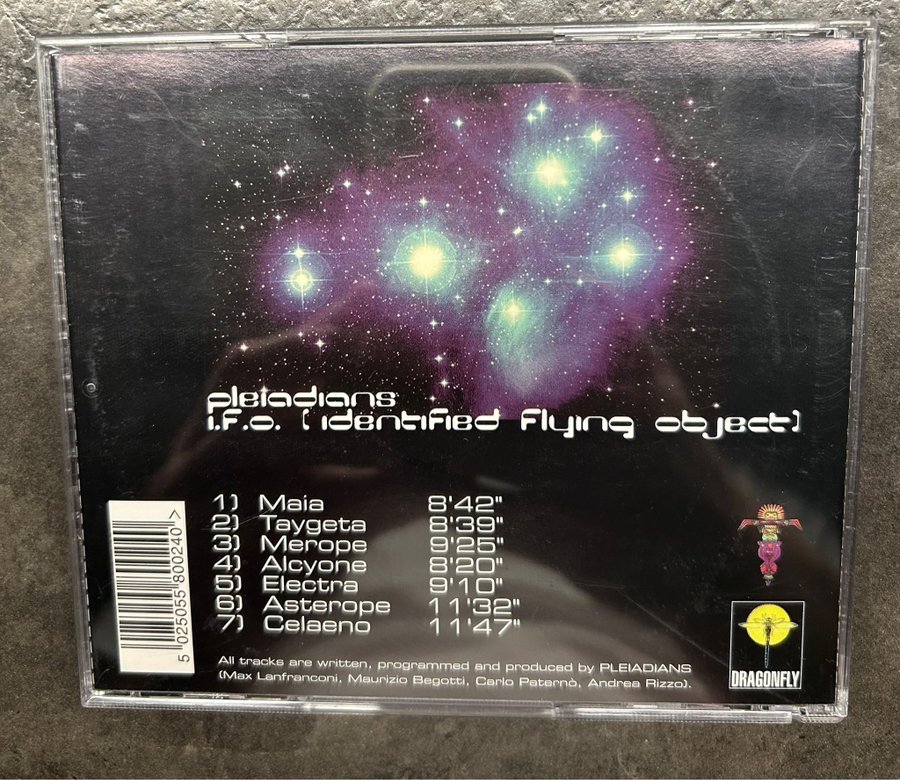 pleiadians
i.f.o. (identified flying object)
1) Maia 8'42"
2) Taygeta 8'39"
3) Merope 9'25"
4) Alcyone 8'20"
5) Electra 9'10"
6) Asterope 11'32"
7) Celaeno 11'47"
All tracks are written, programmed and produced by PLEIADIANS
(Max Lanfranconi, Maurizio Begotti, Carlo Paternò, Andrea Rizzo).
5 025055 800240 >
DRAGONFLY